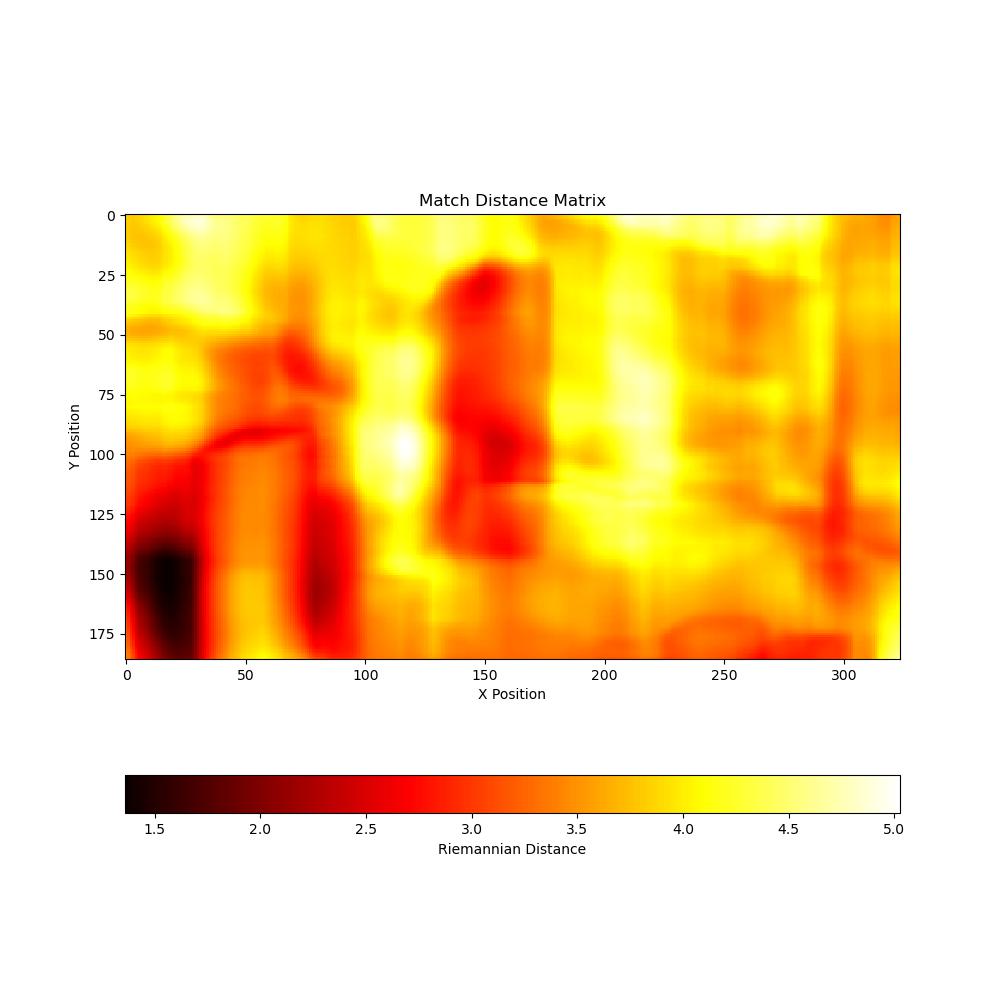 Match Distance Matrix
0
25
50
75
100
125
150
175
Y Position
0 50 100 150 200 250 300
X Position
1.5 2.0 2.5 3.0 3.5 4.0 4.5 5.0
Riemannian Distance